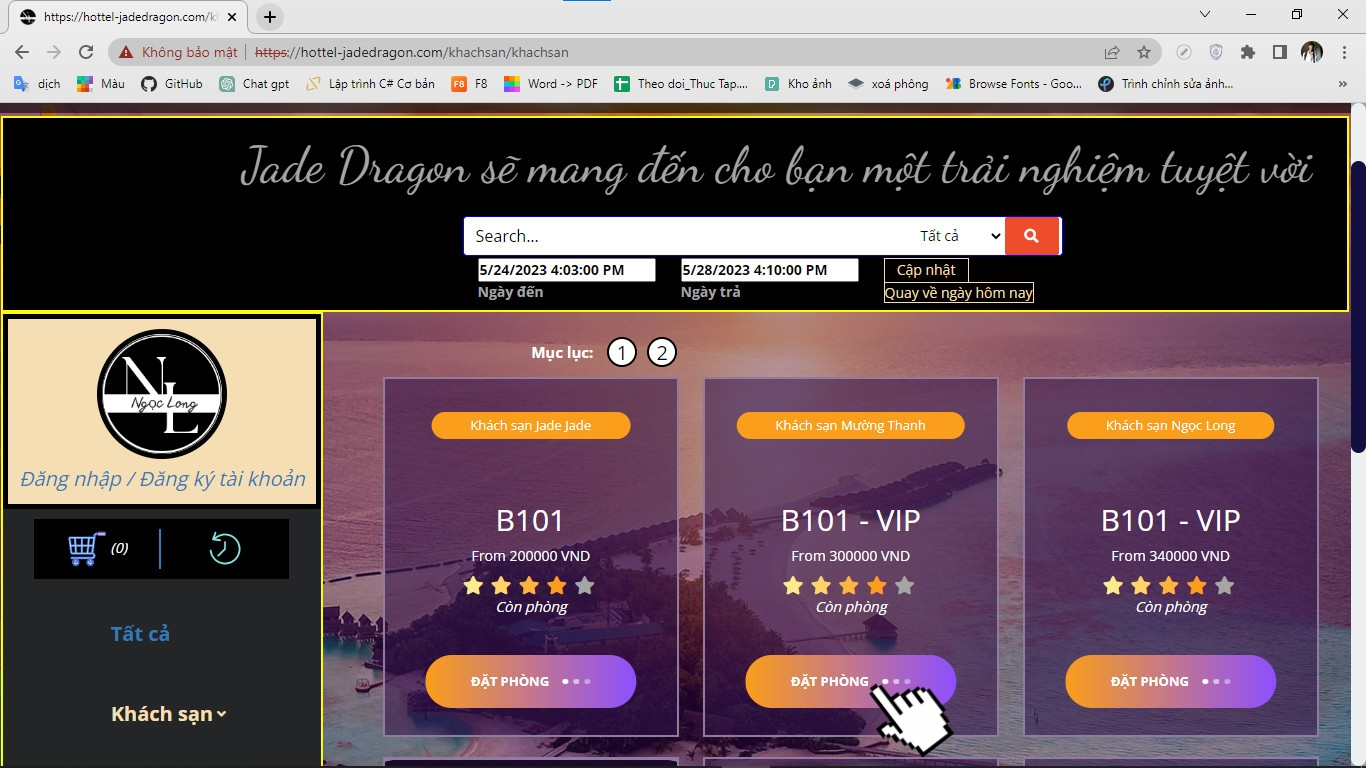 https://hottel-jadedragon.com/kl
Không bảo mật https://hottel-jadedragon.com/khachsan/khachsan
dịch Màu GitHub Chat gpt Lập trình C# Cơ bản F8 F8 Word -> PDF Theo doi_Thuc Tap.... Kho ảnh xoá phông Browse Fonts - Goo... Trình chỉnh sửa ảnh...
Jade Dragon sẽ mang đến cho bạn một trải nghiệm tuyệt vời
Search... Tất cả
5/24/2023 4:03:00 PM 5/28/2023 4:10:00 PM Cập nhật
Ngày đến Ngày trả Quay về ngày hôm nay
NL
Ngọc Long
Đăng nhập / Đăng ký tài khoản
(0)
Tất cả
Khách sạn
Mục lục: 1 2
Khách sạn Jade Jade
B101
From 200000 VND
Còn phòng
ĐẶT PHÒNG
Khách sạn Mường Thanh
B101 - VIP
From 300000 VND
Còn phòng
ĐẶT PHÒNG
Khách sạn Ngọc Long
B101 - VIP
From 340000 VND
Còn phòng
ĐẶT PHÒNG